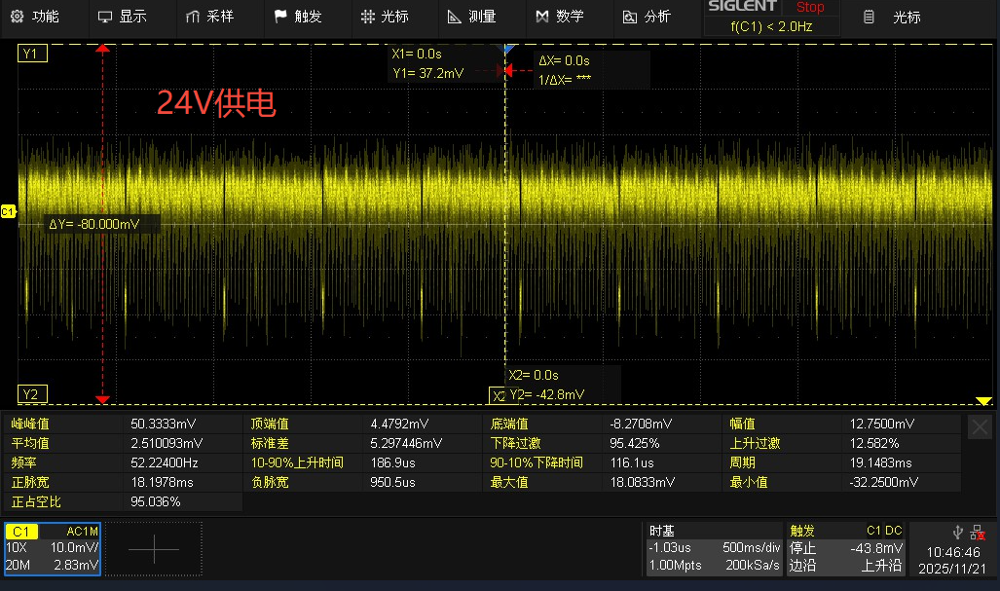 功能 显示 采样 触发 光标 测量 数学 分析 SIGLENT Stop 光标
f(C1) < 2.0Hz
Y1
X1= 0.0s
Y1= 37.2mV
ΔX= 0.0s
1/ΔX= ***
24V供电
C1
ΔY= -80.000mV
X2= 0.0s
Y2
X2 Y2= -42.8mV
峰峰值 50.3333mV 顶端值 4.4792mV 底端值 -8.2708mV 幅值 12.7500mV
平均值 2.510093mV 标准差 5.297446mV 下降过激 95.425% 上升过激 12.582%
频率 52.22400Hz 10-90%上升时间 186.9us 90-10%下降时间 116.1us 周期 19.1483ms
正脉宽 18.1978ms 负脉宽 950.5us 最大值 18.0833mV 最小值 -32.2500mV
正占空比 95.036%
C1 AC1M
10X 10.0mV/
20M 2.83mV
时基
-1.03us 500ms/div
1.00Mpts 200kSa/s
触发 C1 DC
停止 -43.8mV
边沿 上升沿
10:46:46
2025/11/21